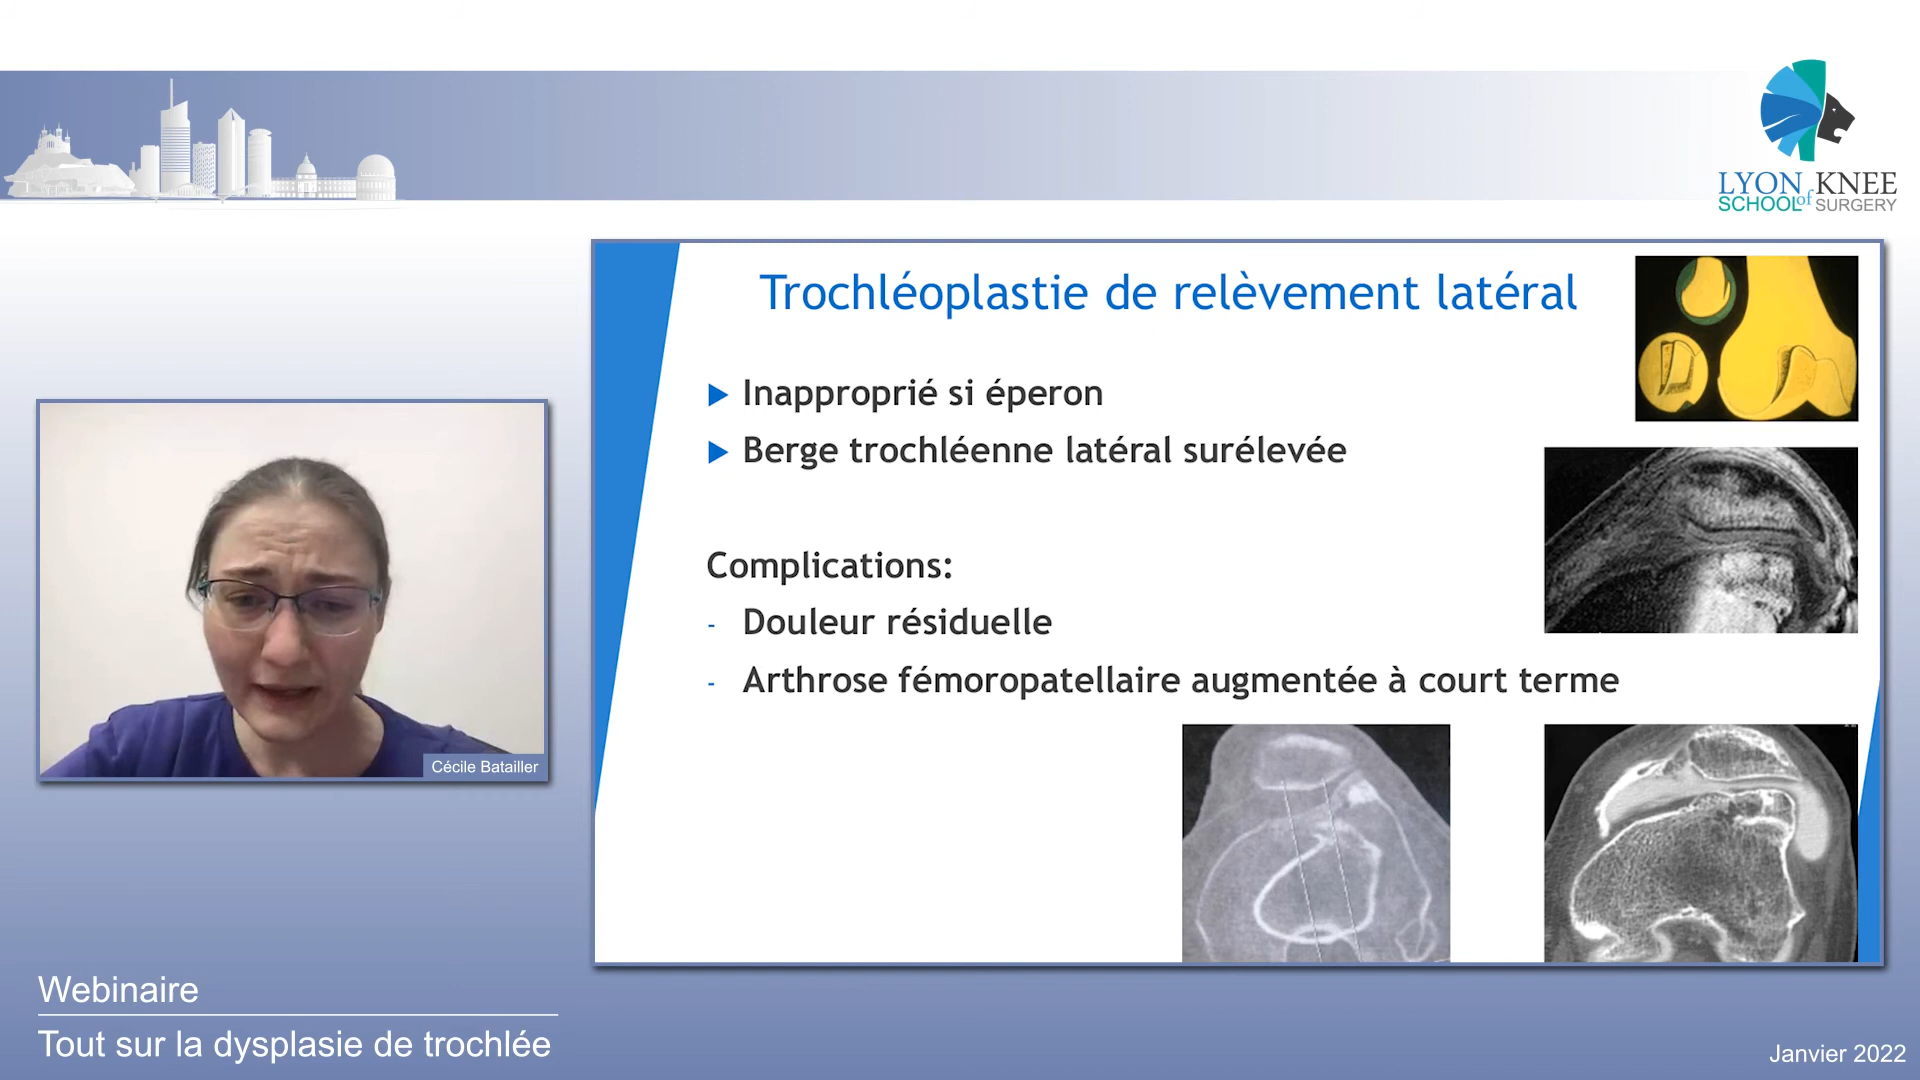 LYON of KNEE
SCHOOL SURGERY
Trochléoplastie de relèvement latéral
Inapproprié si éperon
Berge trochléenne latéral surélevée
Complications:
- Douleur résiduelle
- Arthrose fémoropatellaire augmentée à court terme
Cécile Batailler
Webinaire
Tout sur la dysplasie de trochlée
Janvier 2022